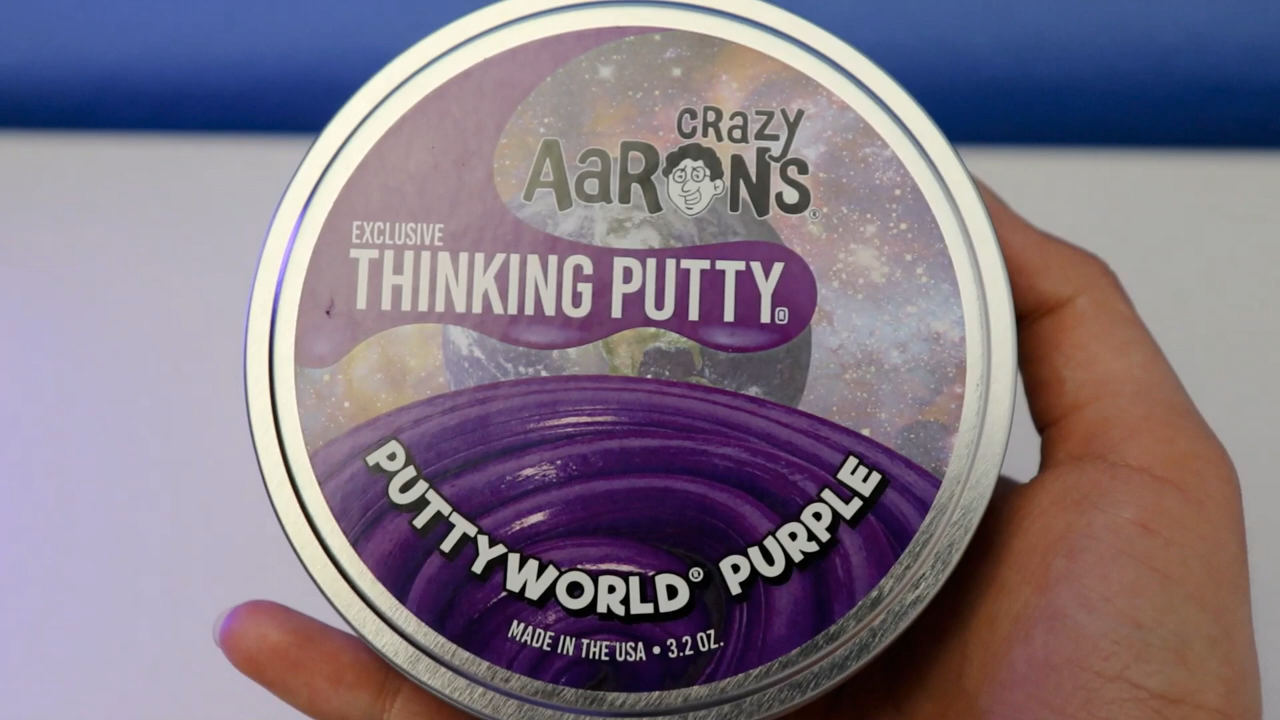 CRaZY
AaRONS®
EXCLUSIVE
THINKING PUTTY®
PUTTYWORLD® PURPLE
MADE IN THE USA • 3.2 OZ.